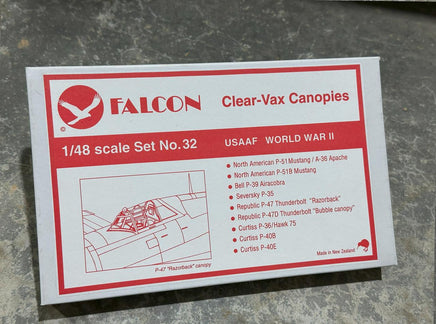 FALCON
Clear-Vax Canopies
©
1/48 scale Set No.32
USAAF WORLD WAR II
• North American P-51 Mustang / A-36 Apache
• North American P-51B Mustang
• Bell P-39 Airacobra
• Seversky P-35
• Republic P-47 Thunderbolt "Razorback"
• Republic P-47D Thunderbolt "Bubble canopy"
• Curtiss P-36/Hawk 75
• Curtiss P-40B
• Curtiss P-40E
P-47 "Razorback" canopy
Made in New Zealand